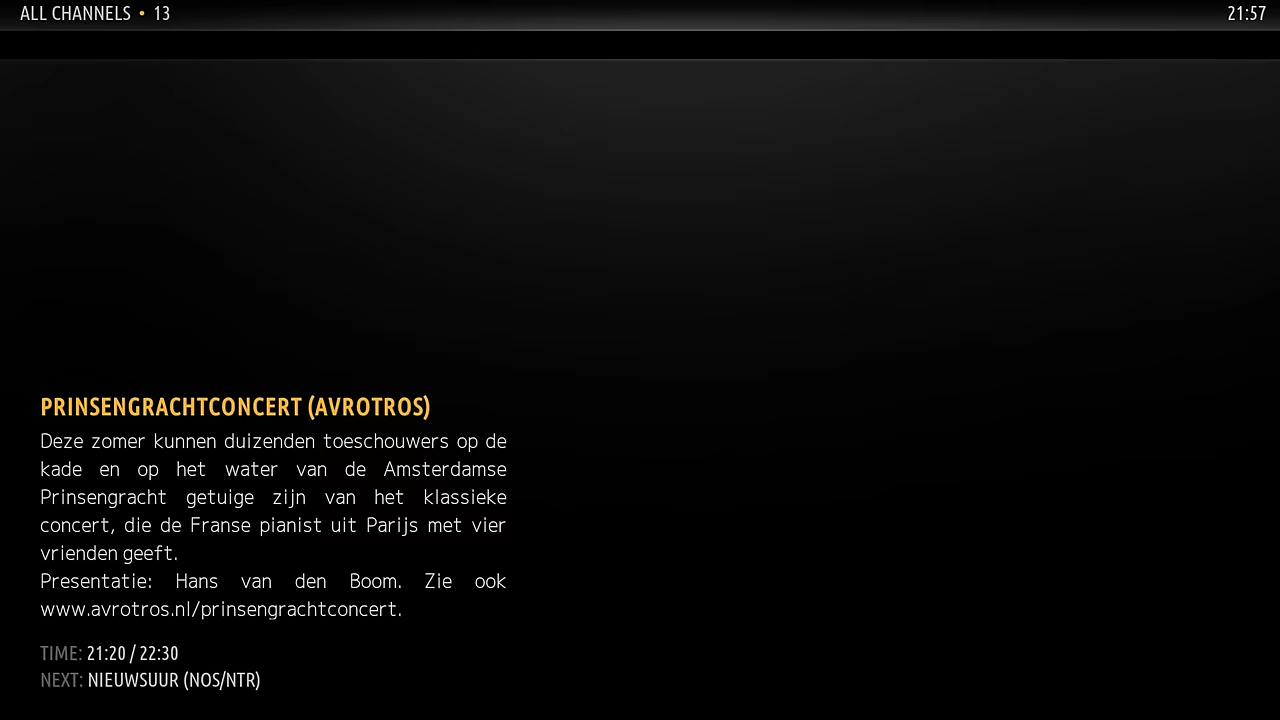 ALL CHANNELS • 13
21:57
PRINSENGRACHTCONCERT (AVROTROS)
Deze zomer kunnen duizenden toeschouwers op de
kade en op het water van de Amsterdamse
Prinsengracht getuige zijn van het klassieke
concert, die de Franse pianist uit Parijs met vier
vrienden geeft.
Presentatie: Hans van den Boom. Zie ook
www.avrotros.nl/prinsengrachtconcert.
TIME: 21:20 / 22:30
NEXT: NIEUWSUUR (NOS/NTR)